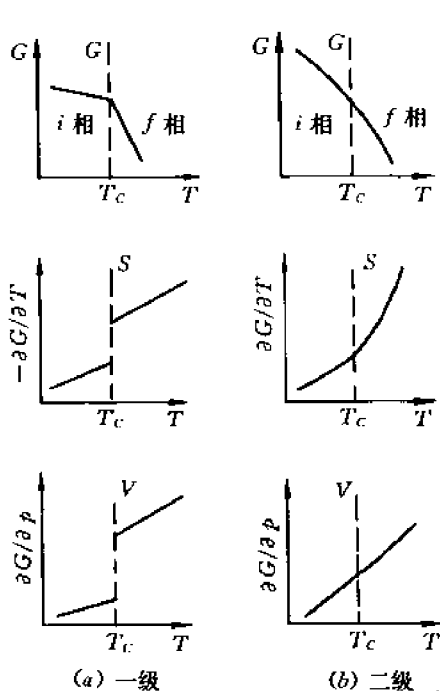 G G
i 相 f 相
T_C T
G G
i 相 f 相
T_C T
-∂G/∂T S
T_C T
∂G/∂T S
T_C T
∂G/∂p V
T_C T
∂G/∂p V
T_C T
(a) 一级
(b) 二级